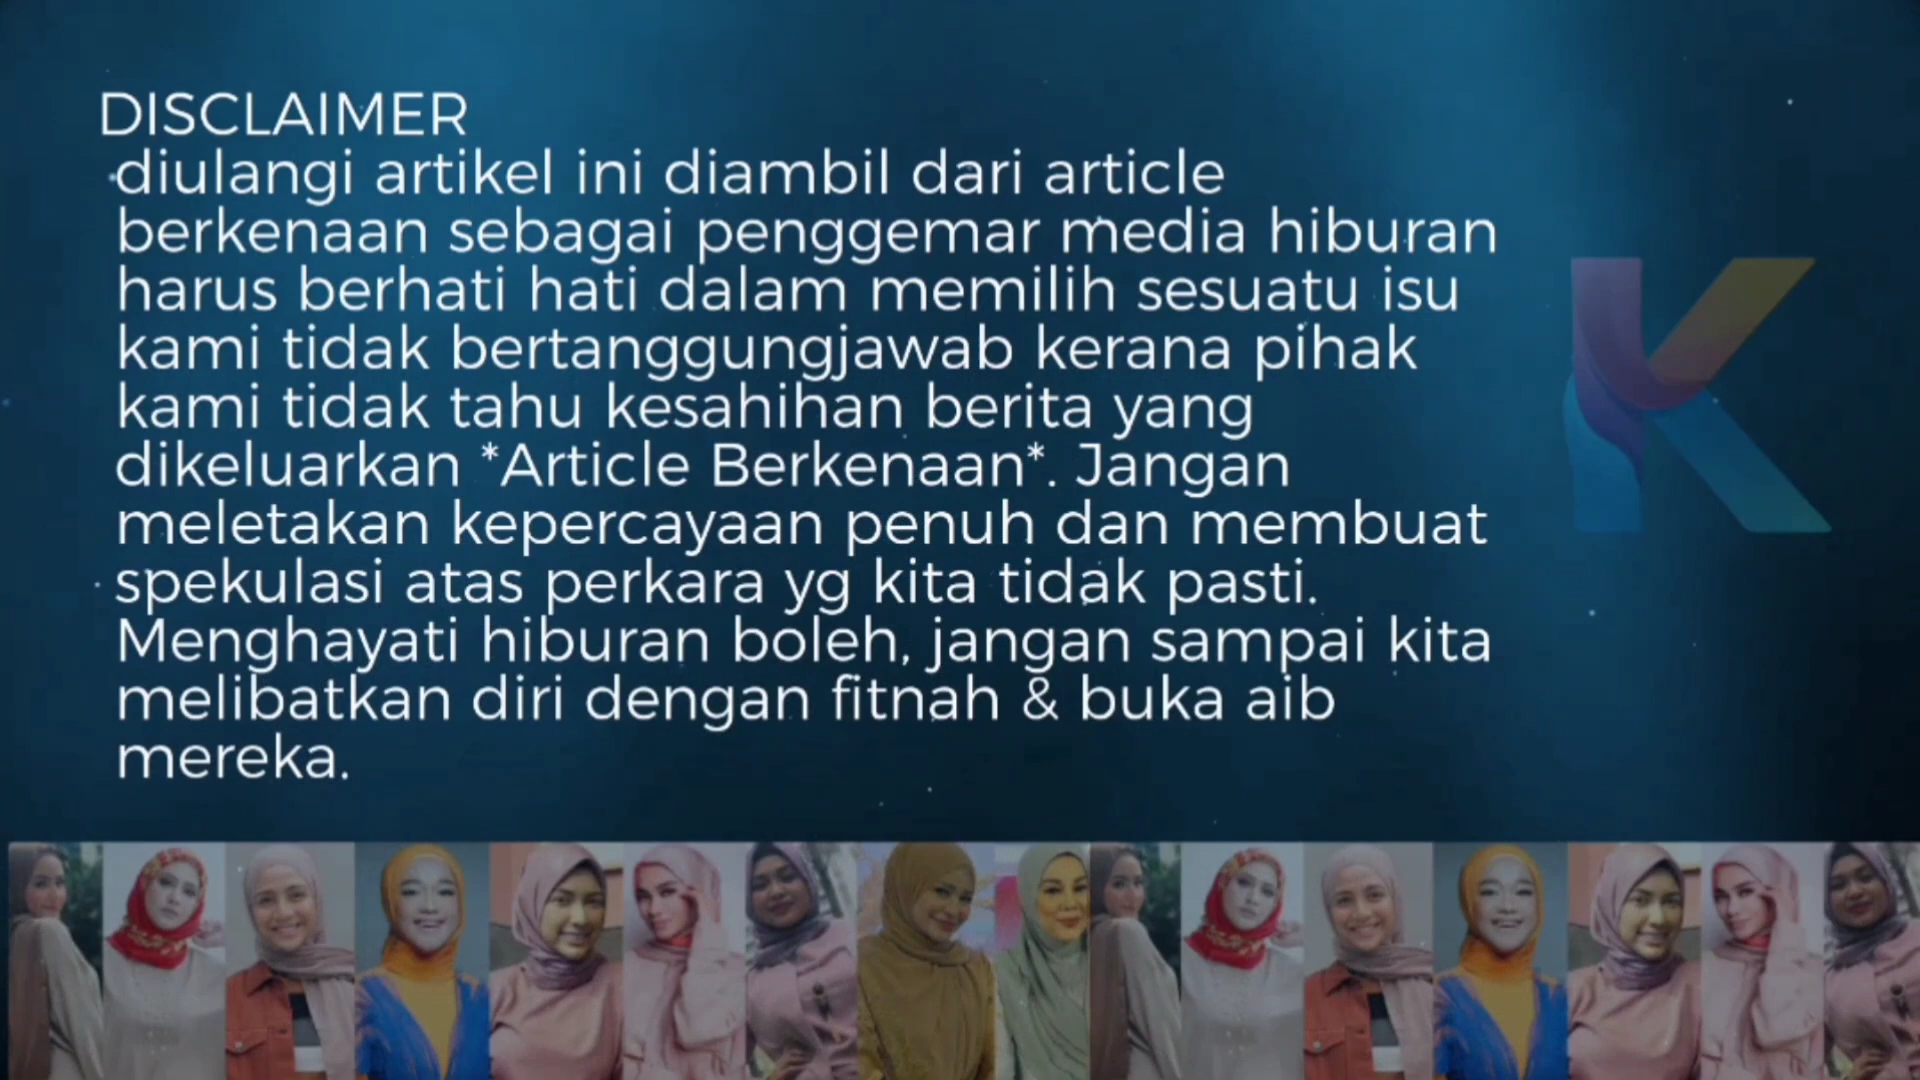 DISCLAIMER
diulangi artikel ini diambil dari article
berkenaan sebagai penggemar media hiburan
harus berhati hati dalam memilih sesuatu isu
kami tidak bertanggungjawab kerana pihak
kami tidak tahu kesahihan berita yang
dikeluarkan *Article Berkenaan*. Jangan
meletakan kepercayaan penuh dan membuat
spekulasi atas perkara yg kita tidak pasti.
Menghayati hiburan boleh, jangan sampai kita
melibatkan diri dengan fitnah & buka aib
mereka.
K